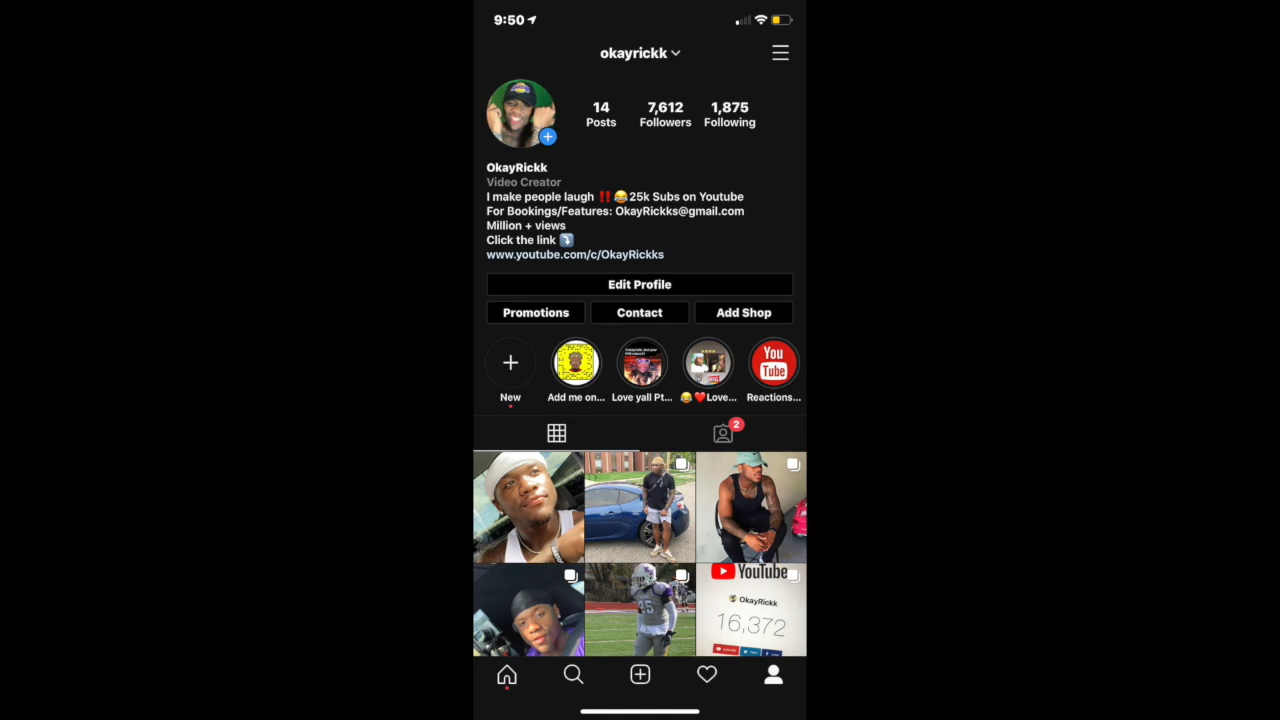 9:50
okayrickk
14 7,612 1,875
Posts Followers Following
OkayRickk
Video Creator
I make people laugh ‼️😂25k Subs on Youtube
For Bookings/Features: OkayRickks@gmail.com
Million + views
Click the link ⤵️
www.youtube.com/c/OkayRickks
Edit Profile
Promotions Contact Add Shop
You
Tube
New Add me on... Love yall Pt... 😂❤️Love... Reactions...
2
25
YouTube
OkayRickk
16,372